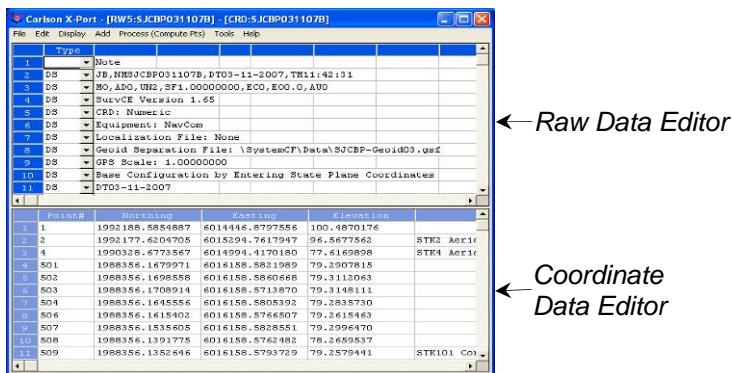 Carlson X-Port - [RW5:SJCBP031107B] - [CRD:SJCBP031107B]
File Edit Display Add Process (Compute Pts) Tools Help
Type
1 Note
2 DS JB,NMSJCBP031107B,DT03-11-2007,TM11:42:31
3 DS MO,AD0,UN2,SF1.00000000,EC0,EO0.0,AU0
4 DS SurvCE Version 1.65
5 DS CRD: Numeric
6 DS Equipment: NavCom
7 DS Localization File: None
8 DS Geoid Separation File: \SystemCF\Data\SJCBP-Geoid03.gsf
9 DS GPS Scale: 1.00000000
10 DS Base Configuration by Entering State Plane Coordinates
11 DS DT03-11-2007
Raw Data Editor
Point# Northing Easting Elevation
1 1 1992188.5854887 6014446.8797556 100.4870176
2 2 1992177.6204705 6015294.7617947 96.5677562 STK2 Aeric
3 4 1990328.6773567 6014994.4170180 77.6169898 STK4 Aeric
4 501 1988356.1679971 6016158.5821989 79.2907815
5 502 1988356.1698558 6016158.5860668 79.3112063
6 503 1988356.1708914 6016158.5713870 79.3148111
7 504 1988356.1645556 6016158.5805392 79.2835730
8 506 1988356.1615402 6016158.5766507 79.2615463
9 507 1988356.1535605 6016158.5828551 79.2996470
10 508 1988356.1391775 6016158.5762482 78.2659537
11 509 1988356.1352646 6016158.5793729 79.2579441 STK101 Con
Coordinate
Data Editor